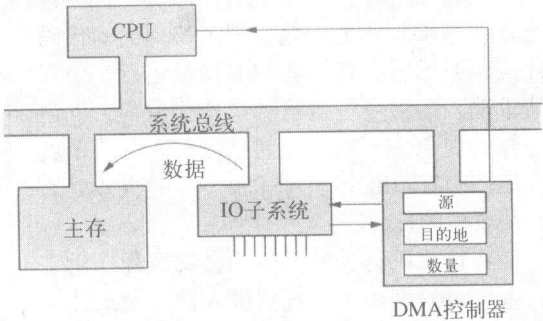 CPU
系统总线
数据
主存
IO子系统
源
目的地
数量
DMA控制器